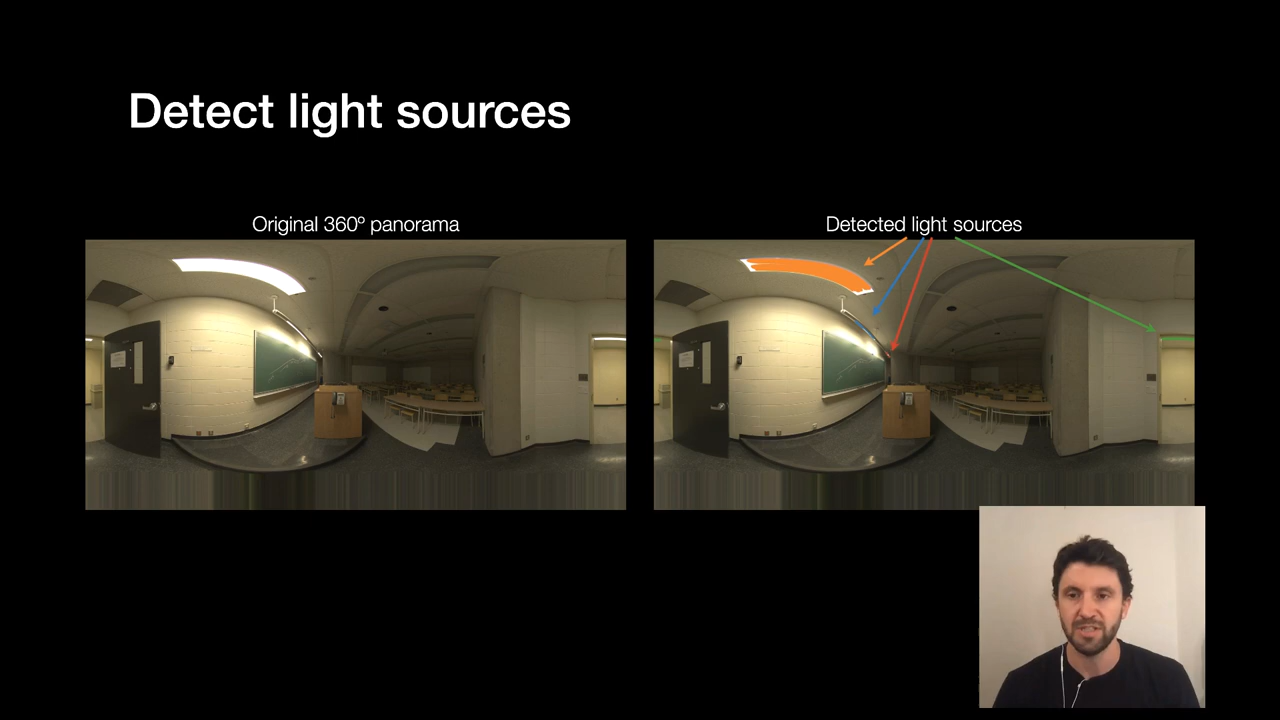 Detect light sources
Original 360º panorama
Detected light sources